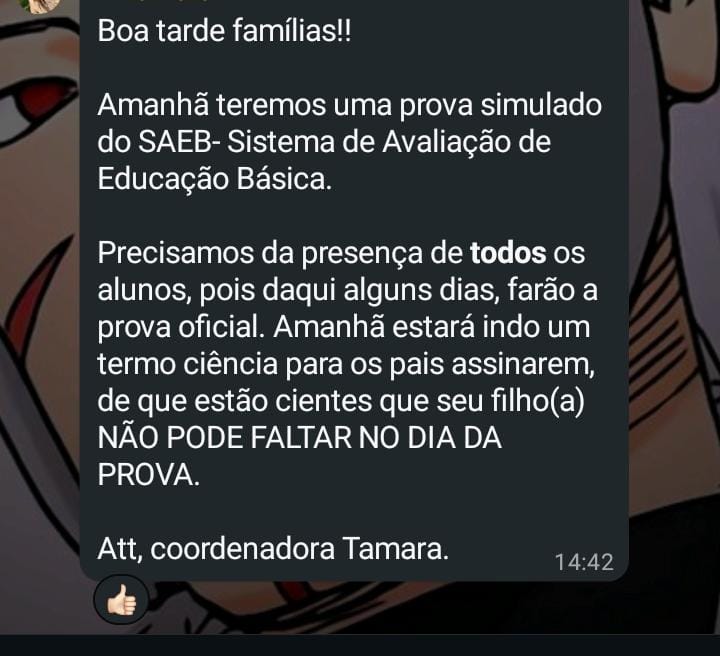 Boa tarde famílias!!
Amanhã teremos uma prova simulado
do SAEB- Sistema de Avaliação de
Educação Básica.
Precisamos da presença de todos os
alunos, pois daqui alguns dias, farão a
prova oficial. Amanhã estará indo um
termo ciência para os pais assinarem,
de que estão cientes que seu filho(a)
NÃO PODE FALTAR NO DIA DA
PROVA.
Att, coordenadora Tamara.
14:42